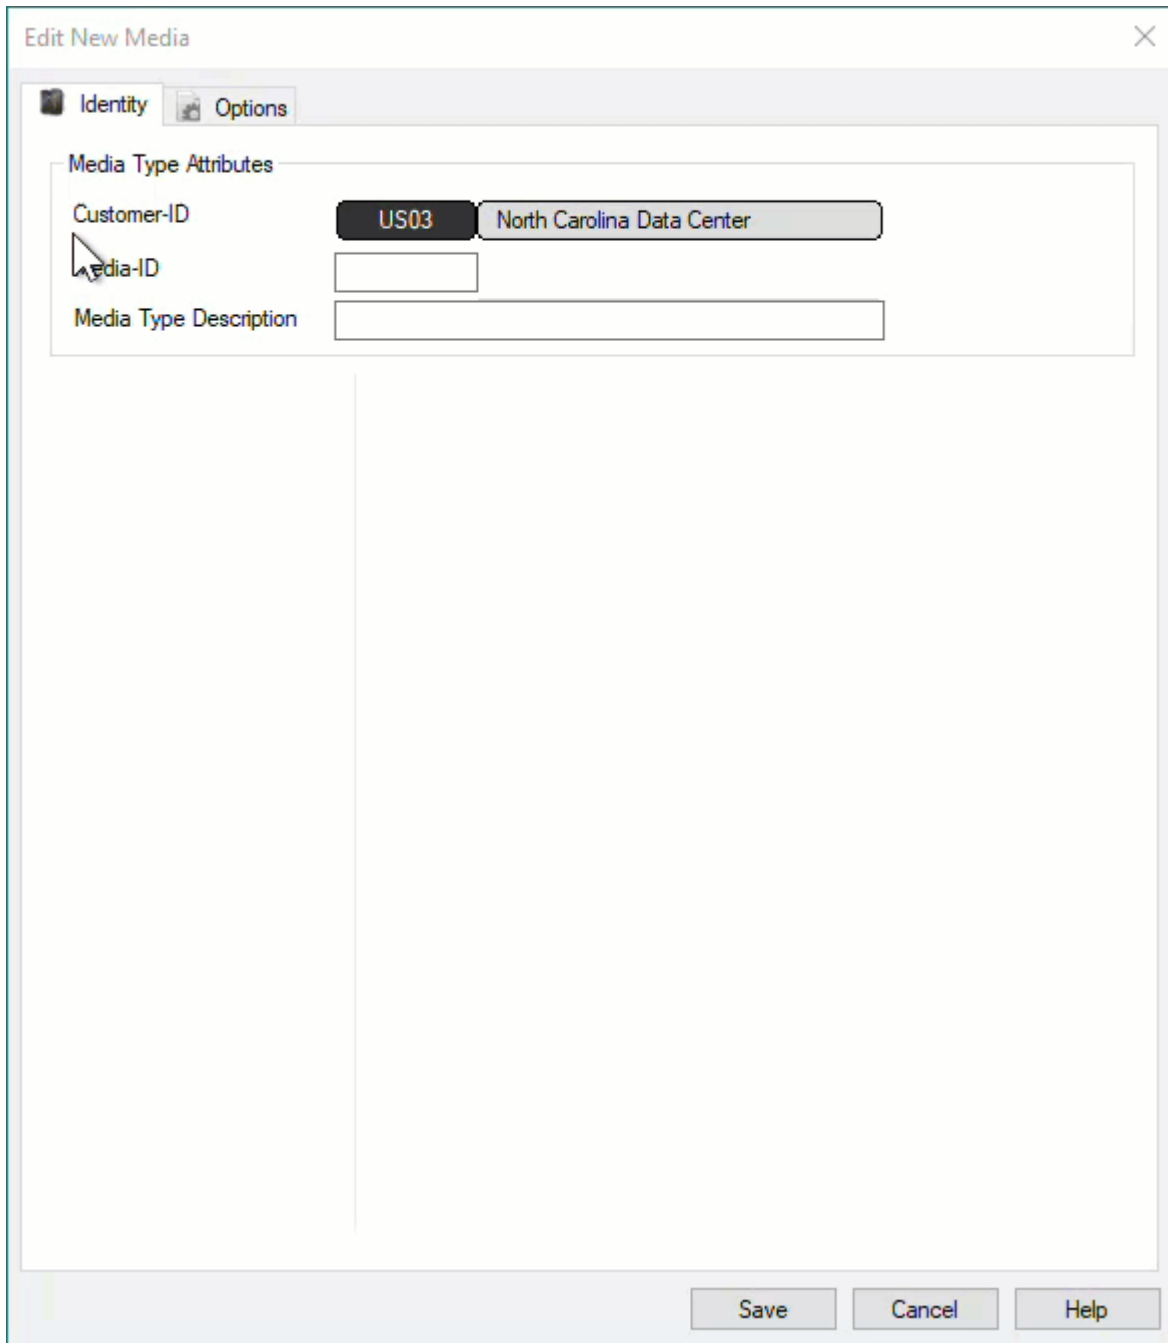 Edit New Media
Identity Options
Media Type Attributes
Customer-ID US03 North Carolina Data Center
Media-ID
Media Type Description
Save Cancel Help